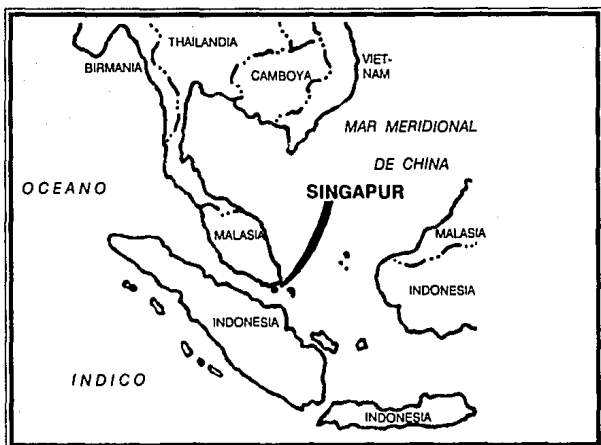 THAILANDIA
BIRMANIA
CAMBOYA
VIET-
NAM
MAR MERIDIONAL
DE CHINA
OCEANO
SINGAPUR
MALASIA
MALASIA
INDONESIA
INDONESIA
INDICO
INDONESIA